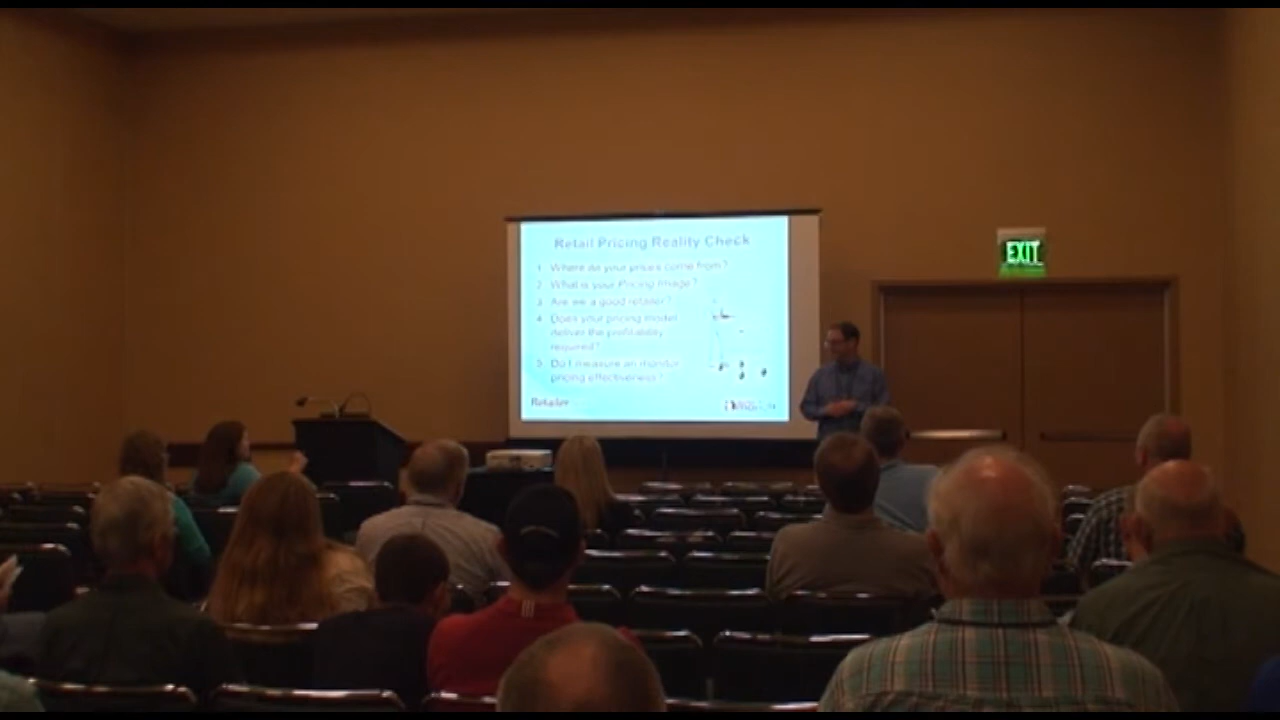 Retail Pricing Reality Check
1. Where do your prices come from?
2. What is your Pricing Image?
3. Are we a good retailer?
4. Does your pricing model
deliver the profitability
required?
5. Do I measure an monitor
pricing effectiveness?
EXIT